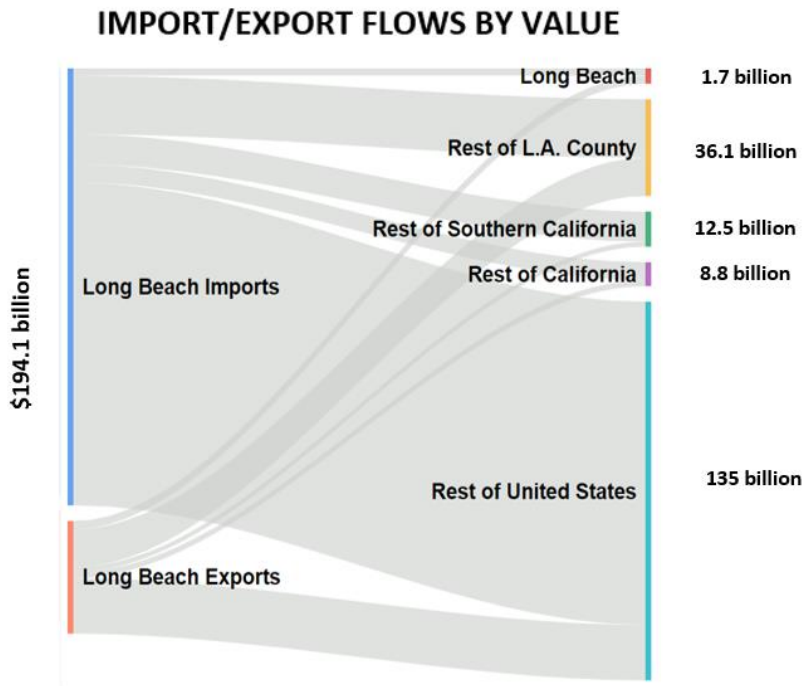 IMPORT/EXPORT FLOWS BY VALUE
Long Beach 1.7 billion
Rest of L.A. County 36.1 billion
Rest of Southern California 12.5 billion
Rest of California 8.8 billion
Long Beach Imports
$194.1 billion
Rest of United States 135 billion
Long Beach Exports